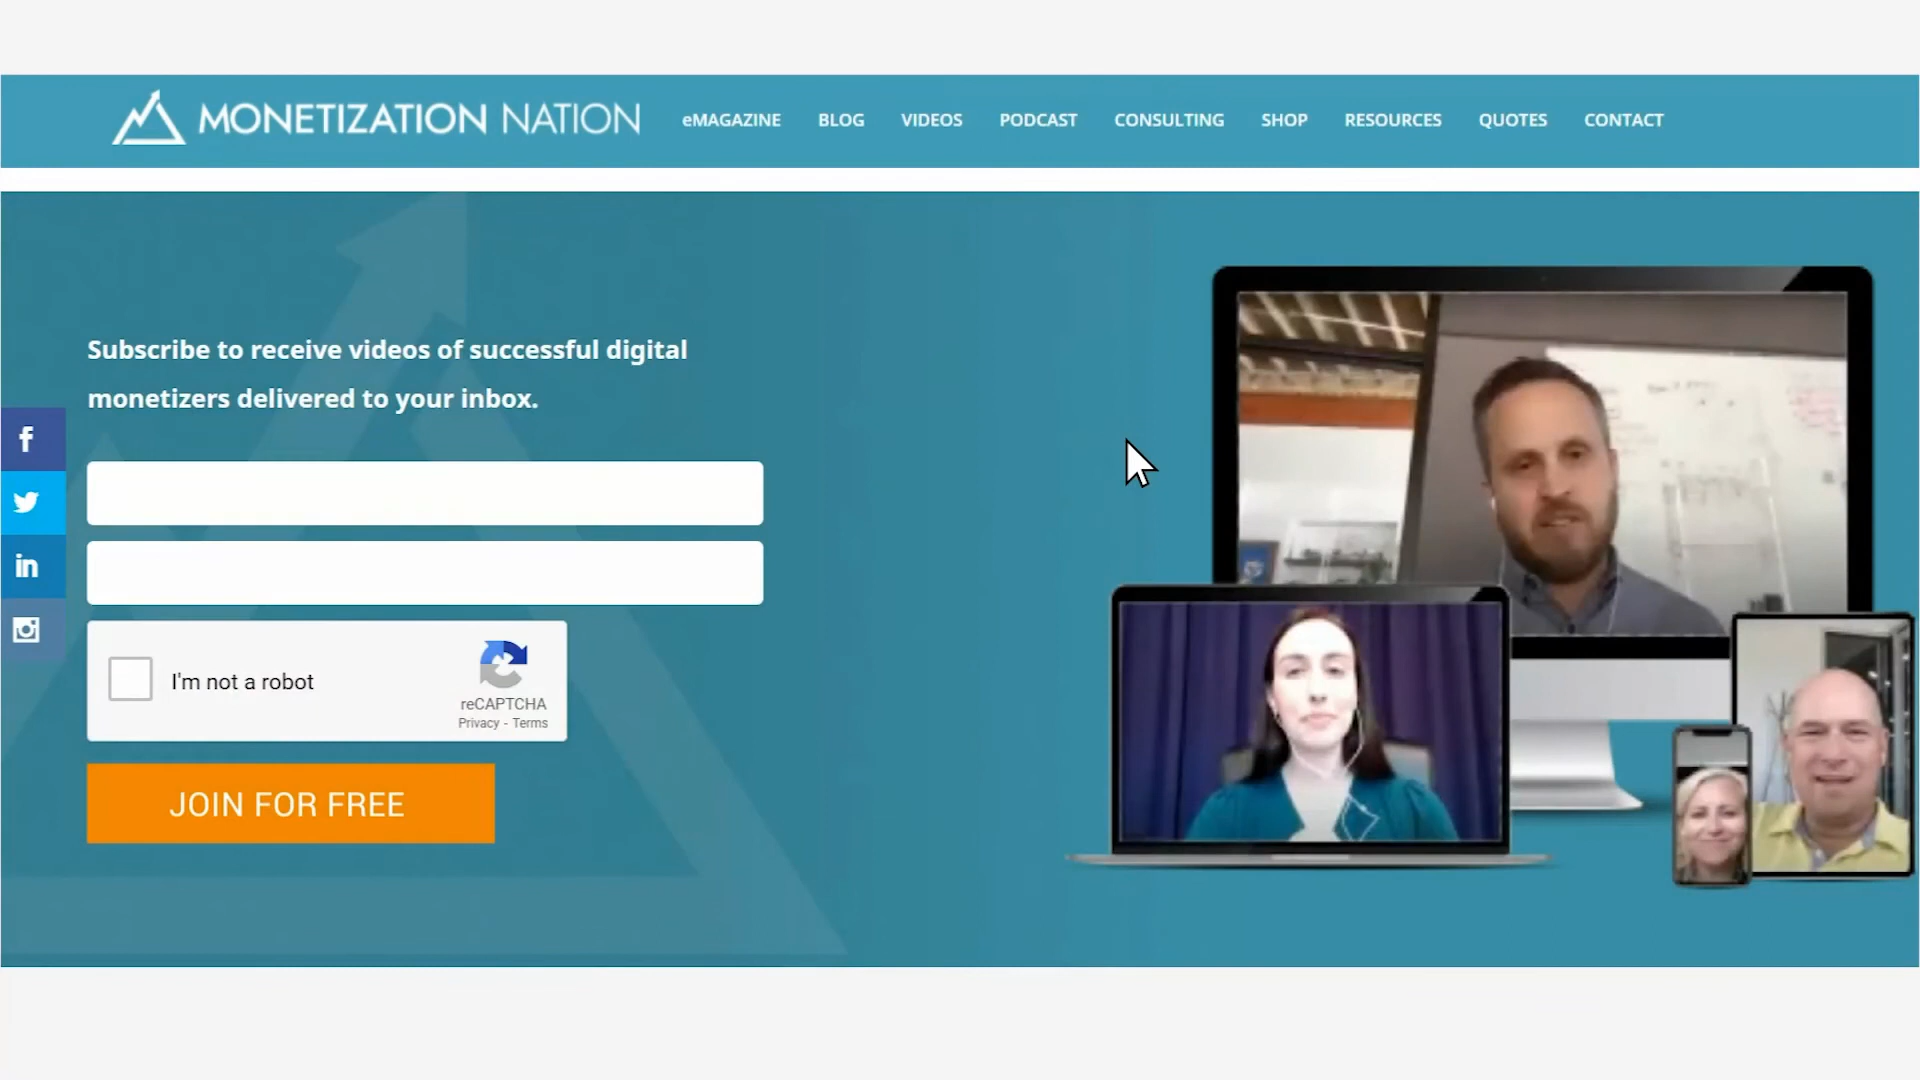 MONETIZATION NATION
eMAGAZINE
BLOG
VIDEOS
PODCAST
CONSULTING
SHOP
RESOURCES
QUOTES
CONTACT
Subscribe to receive videos of successful digital
monetizers delivered to your inbox.
I'm not a robot
reCAPTCHA
Privacy - Terms
JOIN FOR FREE